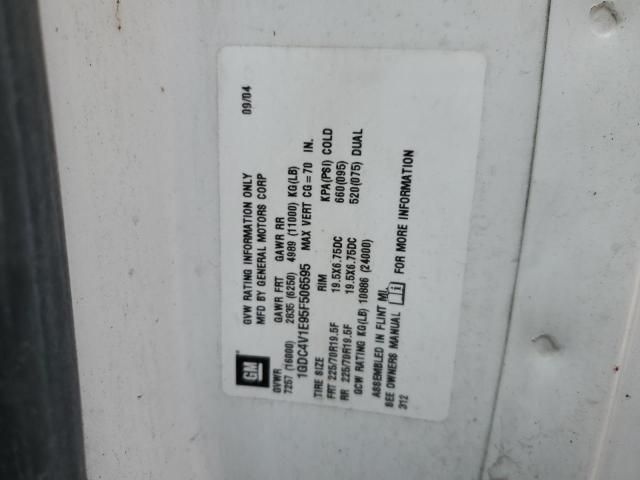 GM
GVW RATING INFORMATION ONLY 09/04
MFD BY GENERAL MOTORS CORP
GVWR GAWR FRT GAWR RR
7257 (16000) 2835 (6250) 4989 (11000) KG(LB)
1GDC4V1E95F506595 MAX VERT CG=70 IN.
TIRE SIZE RIM KPA(PSI) COLD
FRT 225/70R19.5F 19.5X6.75DC 660(095)
RR 225/70R19.5F 19.5X6.75DC 520(075) DUAL
GCW RATING KG(LB) 10886 (24000)
ASSEMBLED IN FLINT MI.
SEE OWNERS MANUAL FOR MORE INFORMATION
312